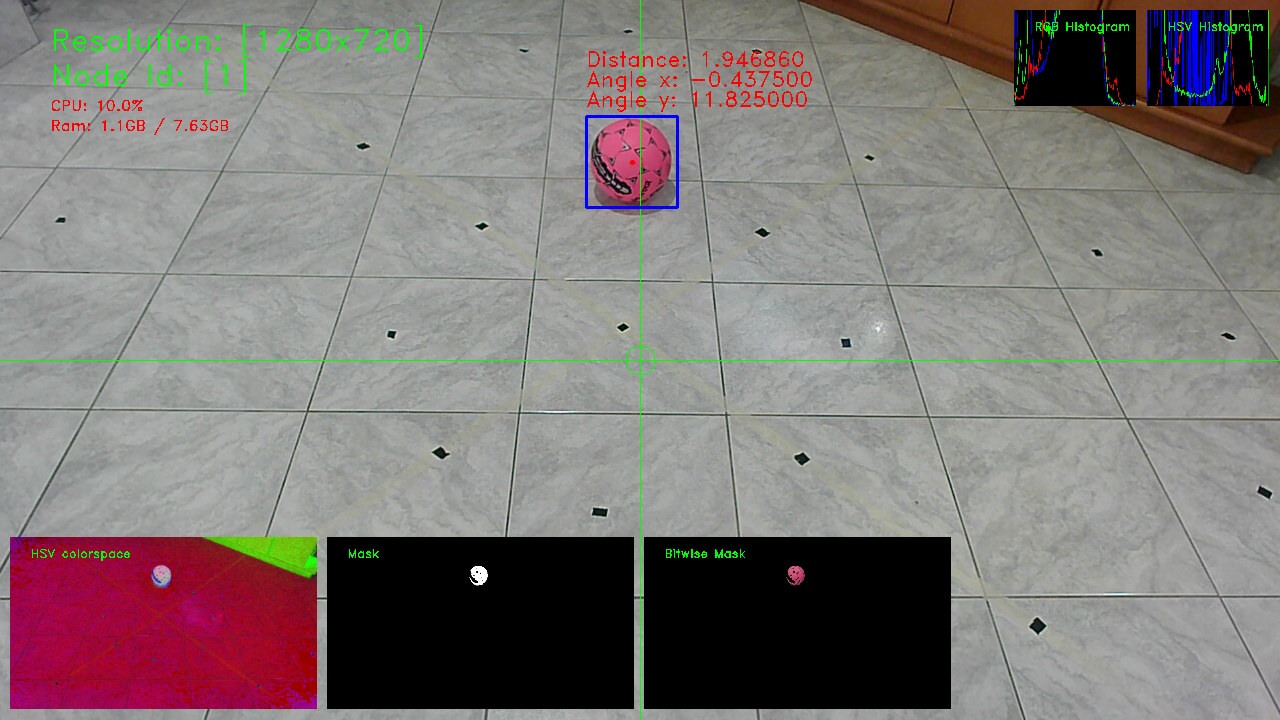 Resolution: [1280x720]
Node Id: [1]
CPU: 10.0%
Ram: 1.1GB / 7.63GB
Distance: 1.946860
Angle x: -0.437500
Angle y: 11.825000
RGB Histogram
HSV Histogram
HSV colorspace
Mask
Bitwise Mask